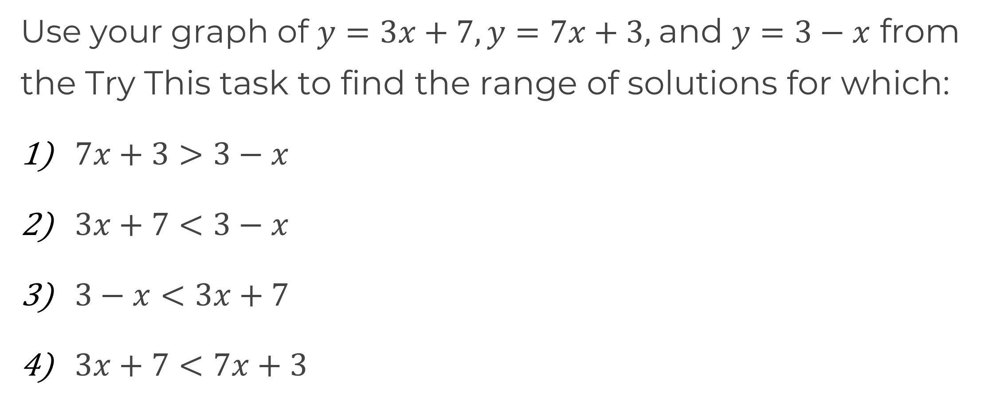 Use your graph of y = 3x + 7, y = 7x + 3, and y = 3 − x from
the Try This task to find the range of solutions for which:
1) 7x + 3 > 3 − x
2) 3x + 7 < 3 − x
3) 3 − x < 3x + 7
4) 3x + 7 < 7x + 3